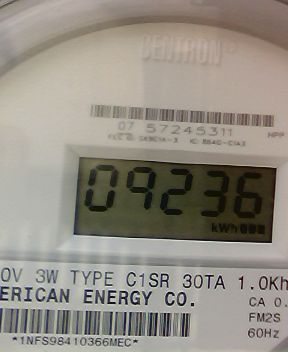 CENTRON®
07 57245311
09236
kWh
0V 3W TYPE C1SR 30TA 1.0Kh
ERICAN ENERGY CO.
CA 0.
FM2S
60Hz
*1NFS98410366MEC*